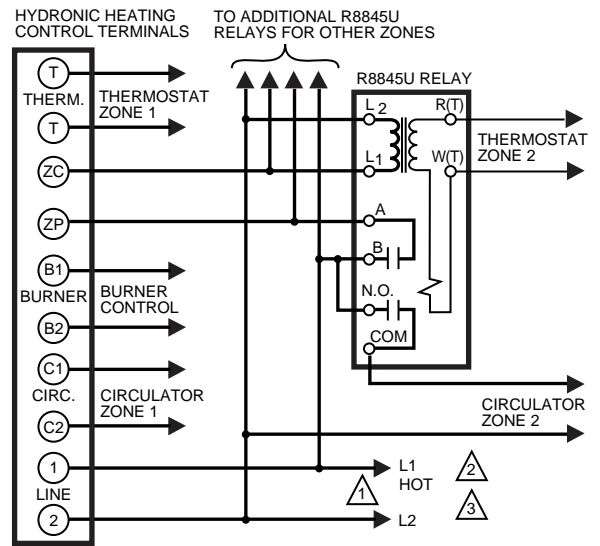 HYDRONIC HEATING
CONTROL TERMINALS
TO ADDITIONAL R8845U
RELAYS FOR OTHER ZONES
R8845U RELAY
T
THERM.
T
THERMOSTAT
ZONE 1
ZC
ZP
B1
BURNER
B2
BURNER
CONTROL
C1
CIRC.
C2
CIRCULATOR
ZONE 1
1
LINE
2
L2
L1
R(T)
W(T)
THERMOSTAT
ZONE 2
A
B
N.O.
COM
CIRCULATOR
ZONE 2
1
L1
HOT
2
3
L2